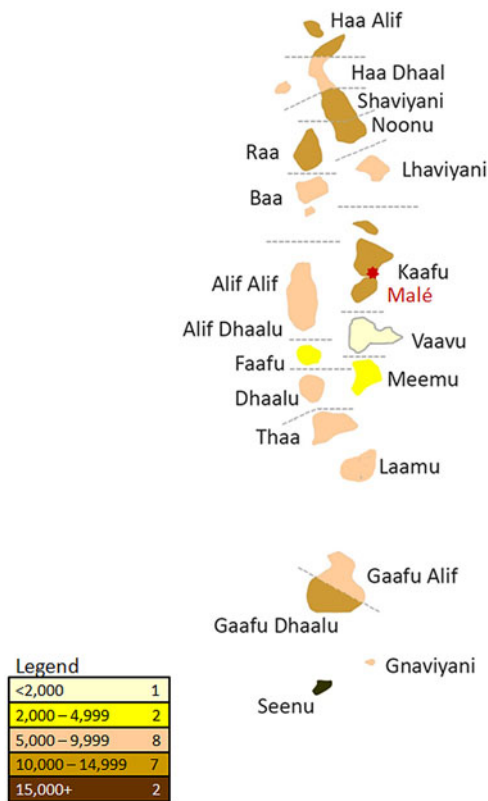 Haa Alif
Haa Dhaal
Shaviyani
Noonu
Raa
Lhaviyani
Baa
Kaafu
Alif Alif
Malé
Alif Dhaalu
Vaavu
Faafu
Meemu
Dhaalu
Thaa
Laamu
Gaafu Alif
Gaafu Dhaalu
Gnaviyani
Seenu
Legend
<2,000 1
2,000 – 4,999 2
5,000 – 9,999 8
10,000 – 14,999 7
15,000+ 2